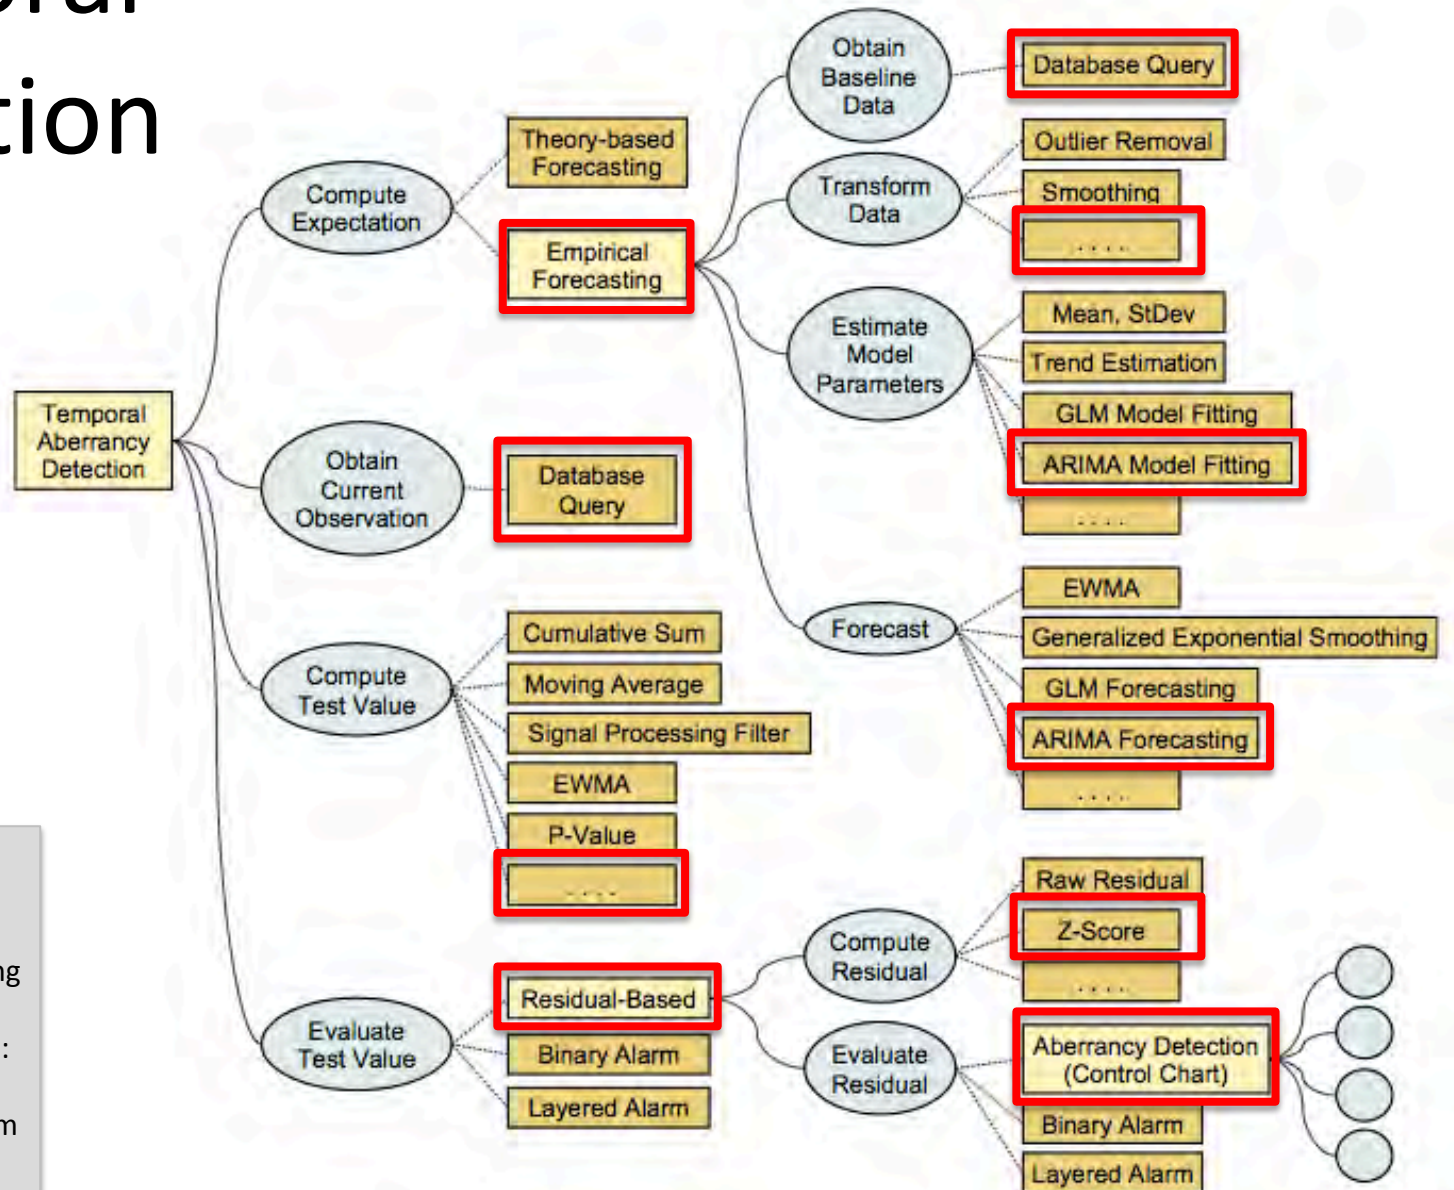 tion
Temporal
Aberrancy
Detection
Compute
Expectation
Theory-based
Forecasting
Empirical
Forecasting
Obtain
Baseline
Data
Database Query
Transform
Data
Outlier Removal
Smoothing
. . . .
Estimate
Model
Parameters
Mean, StDev
Trend Estimation
GLM Model Fitting
ARIMA Model Fitting
. . . .
Forecast
EWMA
Generalized Exponential Smoothing
GLM Forecasting
ARIMA Forecasting
. . . .
Obtain
Current
Observation
Database
Query
Compute
Test Value
Cumulative Sum
Moving Average
Signal Processing Filter
EWMA
P-Value
. . . .
Evaluate
Test Value
Residual-Based
Binary Alarm
Layered Alarm
Compute
Residual
Raw Residual
Z-Score
. . . .
Evaluate
Residual
Aberrancy Detection
(Control Chart)
Binary Alarm
Layered Alarm
ng
:
m